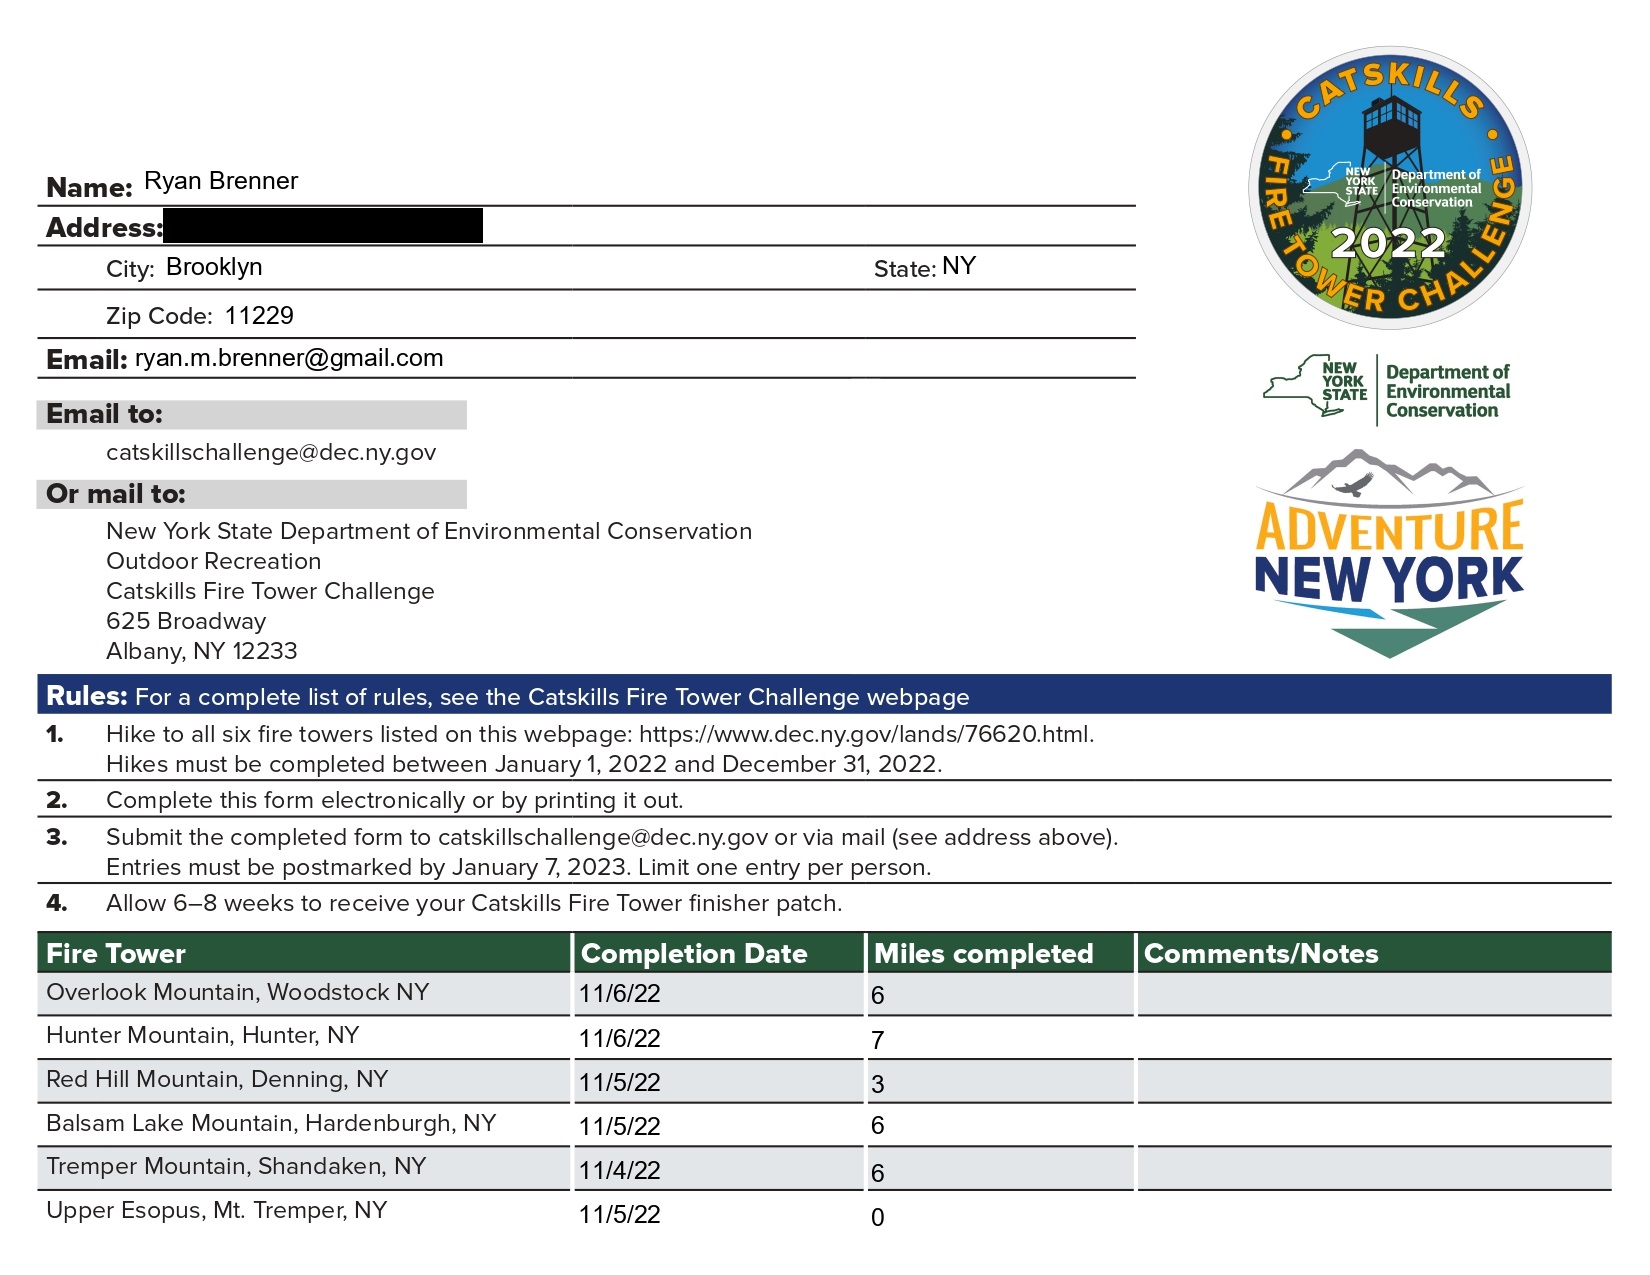 CATSKILLS
FIRE TOWER CHALLENGE
NEW YORK STATE
Department of Environmental Conservation
2022
Name: Ryan Brenner
Address:
City: Brooklyn State: NY
Zip Code: 11229
Email: ryan.m.brenner@gmail.com
NEW YORK STATE
Department of Environmental Conservation
Email to:
catskillschallenge@dec.ny.gov
Or mail to:
New York State Department of Environmental Conservation
Outdoor Recreation
Catskills Fire Tower Challenge
625 Broadway
Albany, NY 12233
ADVENTURE
NEW YORK
Rules: For a complete list of rules, see the Catskills Fire Tower Challenge webpage
1. Hike to all six fire towers listed on this webpage: https://www.dec.ny.gov/lands/76620.html.
Hikes must be completed between January 1, 2022 and December 31, 2022.
2. Complete this form electronically or by printing it out.
3. Submit the completed form to catskillschallenge@dec.ny.gov or via mail (see address above).
Entries must be postmarked by January 7, 2023. Limit one entry per person.
4. Allow 6–8 weeks to receive your Catskills Fire Tower finisher patch.
Fire Tower Completion Date Miles completed Comments/Notes
Overlook Mountain, Woodstock NY 11/6/22 6
Hunter Mountain, Hunter, NY 11/6/22 7
Red Hill Mountain, Denning, NY 11/5/22 3
Balsam Lake Mountain, Hardenburgh, NY 11/5/22 6
Tremper Mountain, Shandaken, NY 11/4/22 6
Upper Esopus, Mt. Tremper, NY 11/5/22 0